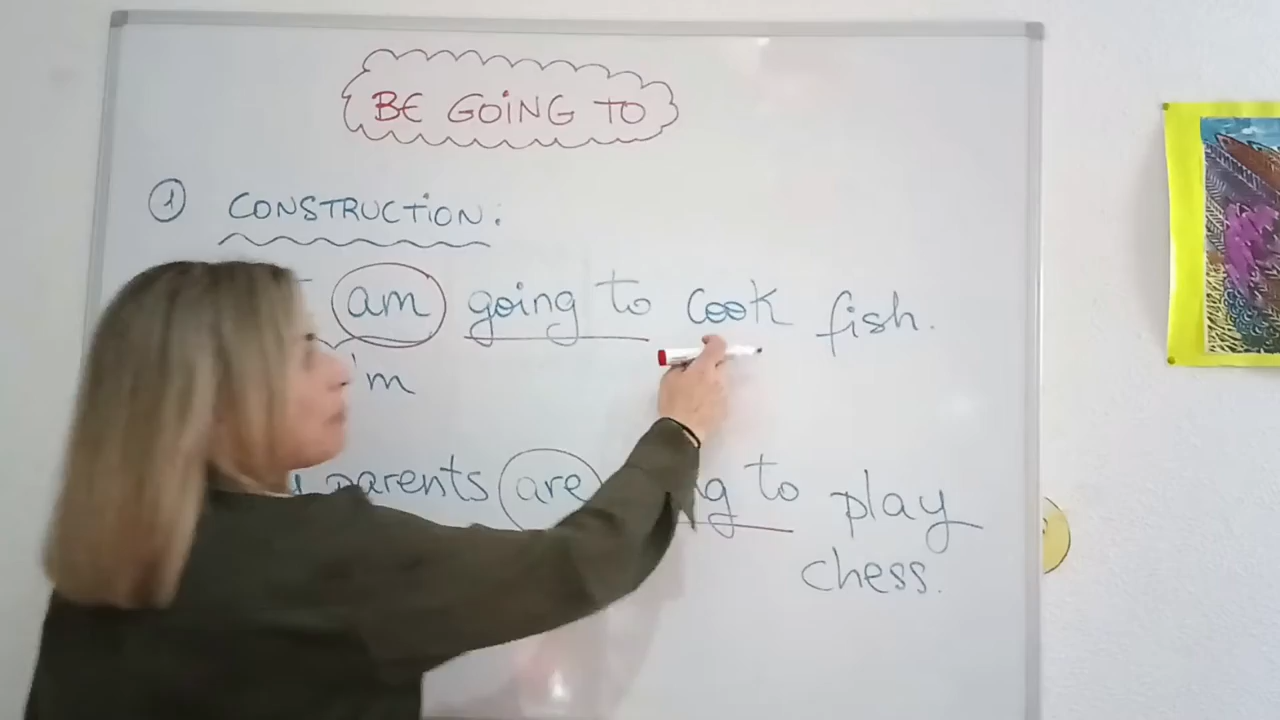 BE GOING TO
1 CONSTRUCTION:
am going to cook fish.
'm
parents are to play
chess.